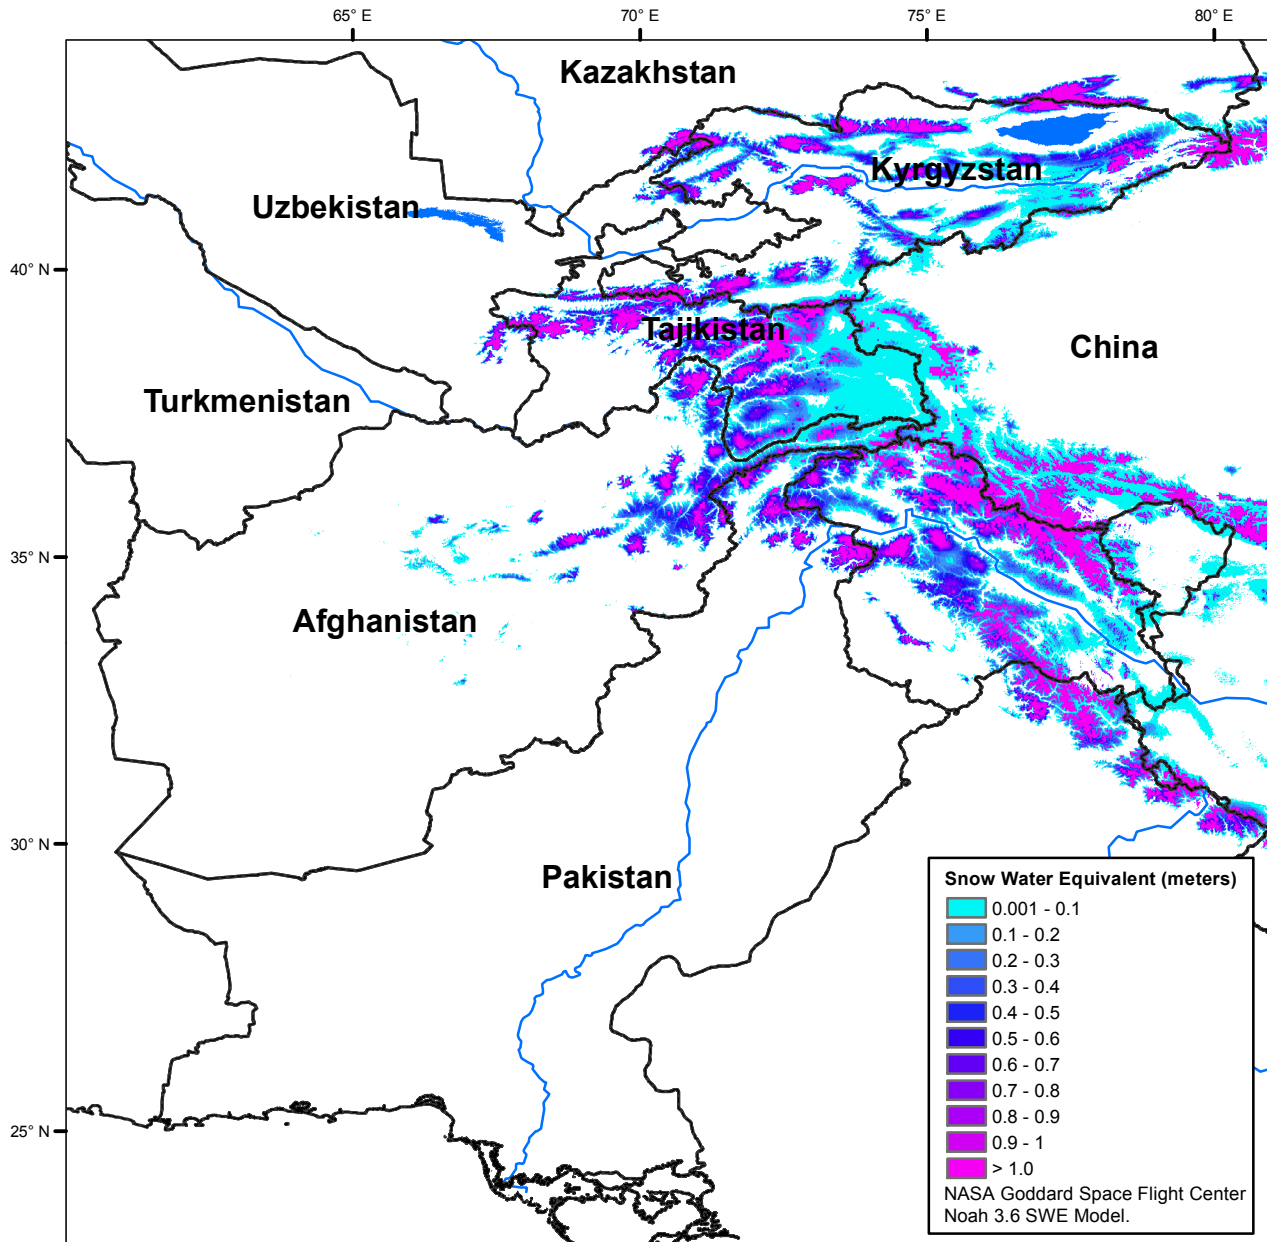 65° E
70° E
75° E
80° E
Kazakhstan
Kyrgyzstan
Uzbekistan
40° N
Tajikistan
China
Turkmenistan
35° N
Afghanistan
30° N
Pakistan
25° N
Snow Water Equivalent (meters)
0.001 - 0.1
0.1 - 0.2
0.2 - 0.3
0.3 - 0.4
0.4 - 0.5
0.5 - 0.6
0.6 - 0.7
0.7 - 0.8
0.8 - 0.9
0.9 - 1
> 1.0
NASA Goddard Space Flight Center
Noah 3.6 SWE Model.